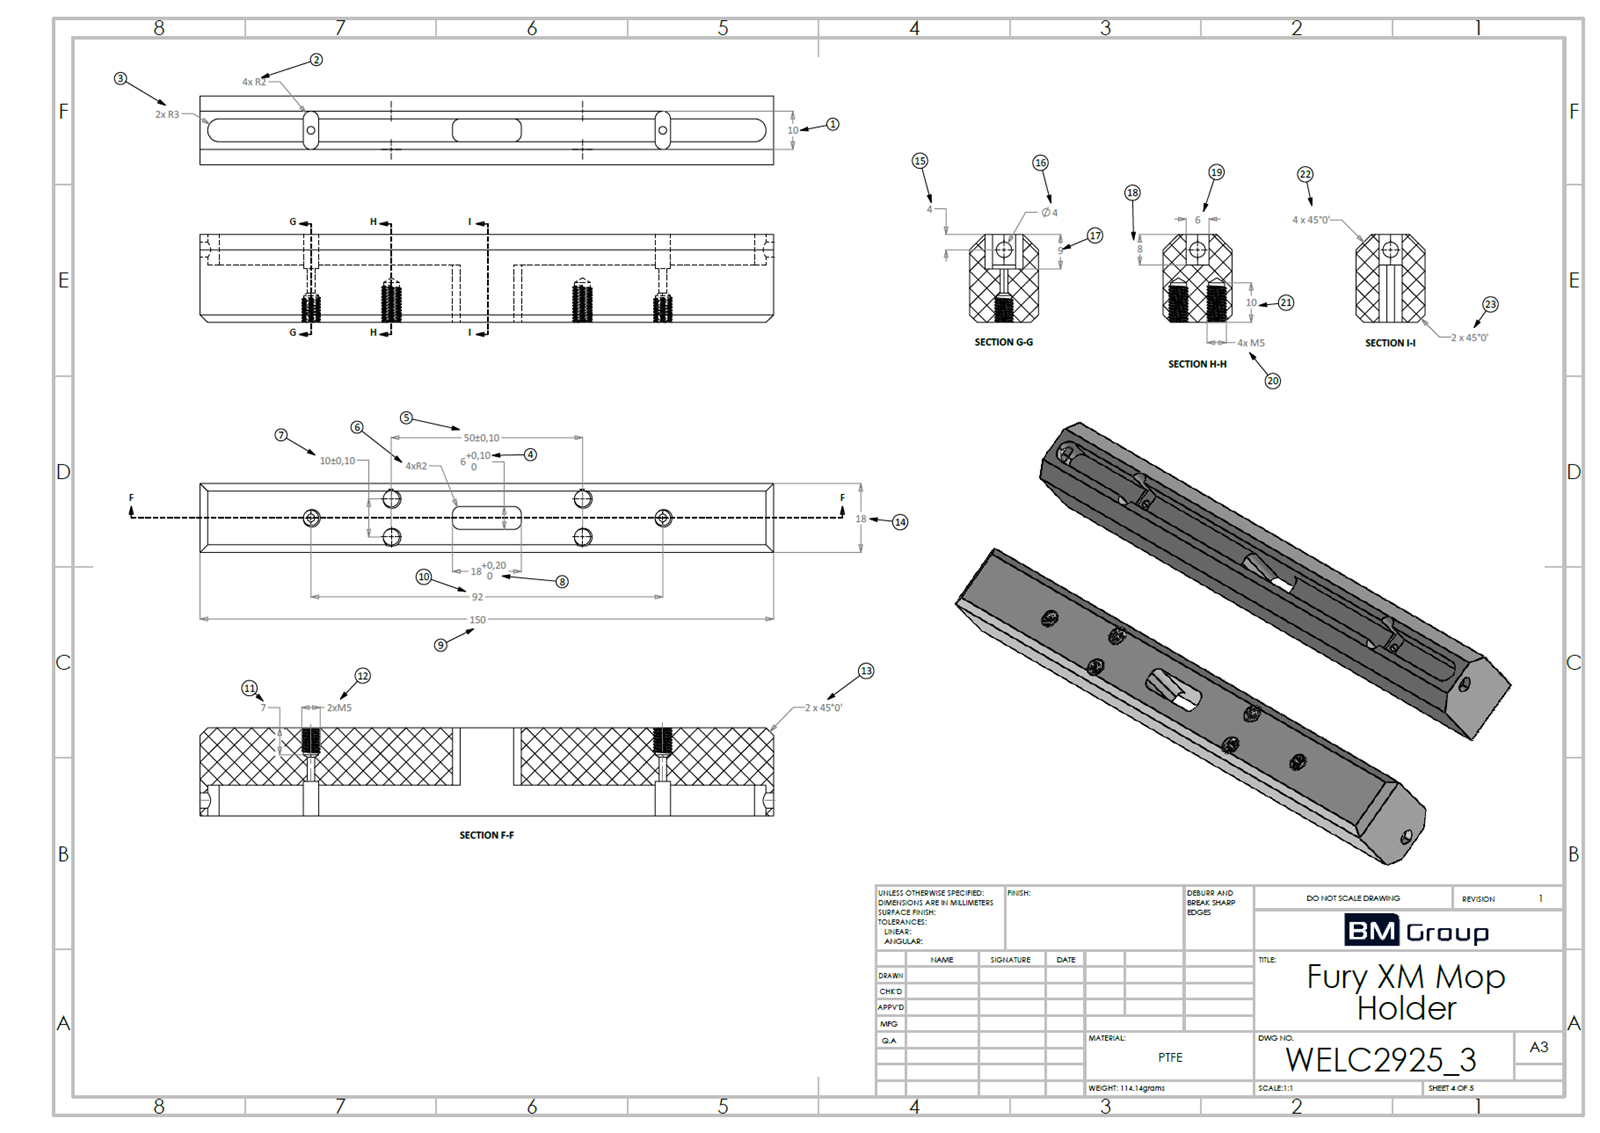 8 7 6 5 4 3 2 1
F F
E E
D D
C C
B B
A A
8 7 6 5 4 3 2 1
3
2
4x R2
2x R3
10
1
G H I
G H I
15
4
16
Ø4
17
9
SECTION G-G
18
8
19
6
10
21
4x M5
20
SECTION H-H
22
4 x 45°0'
23
2 x 45°0'
SECTION I-I
5
50±0,10
6
4xR2
7
10±0,10
6 +0,10 0
4
F F
18
14
18 +0,20 0
8
10
92
150
9
11
7
12
2xM5
13
2 x 45°0'
SECTION F-F
UNLESS OTHERWISE SPECIFIED:
DIMENSIONS ARE IN MILLIMETERS
SURFACE FINISH:
TOLERANCES:
LINEAR:
ANGULAR:
FINISH:
DEBURR AND
BREAK SHARP
EDGES
DO NOT SCALE DRAWING
REVISION 1
BM Group
NAME SIGNATURE DATE
DRAWN
CHK'D
APPV'D
MFG
Q.A
TITLE:
Fury XM Mop
Holder
MATERIAL:
PTFE
DWG NO.
WELC2925_3
A3
WEIGHT: 114.14grams
SCALE:1:1
SHEET 4 OF 5